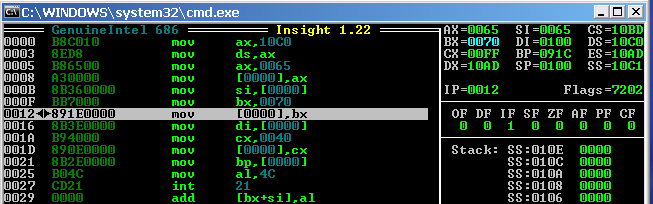 C:\WINDOWS\system32\cmd.exe
GenuineIntel 686 Insight 1.22
0000 B8C010 mov ax,10C0
0003 8ED8 mov ds,ax
0005 B86500 mov ax,0065
0008 A30000 mov [0000],ax
000B 8B360000 mov si,[0000]
000F BB7000 mov bx,0070
0012 891E0000 mov [0000],bx
0016 8B3E0000 mov di,[0000]
001A B94000 mov cx,0040
001D 890E0000 mov [0000],cx
0021 8B2E0000 mov bp,[0000]
0025 B04C mov al,4C
0027 CD21 int 21
0029 0000 add [bx+si],al
AX=0065 SI=0065 CS=10BD
BX=0070 DI=0100 DS=10C0
CX=00FF BP=091C ES=10AD
DX=10AD SP=0100 SS=10C1
IP=0012 Flags=7202
OF DF IF SF ZF AF PF CF
0 0 1 0 0 0 0 0
Stack: SS:010E 0000
SS:010C 0000
SS:010A 0000
SS:0108 0000
SS:0106 0000